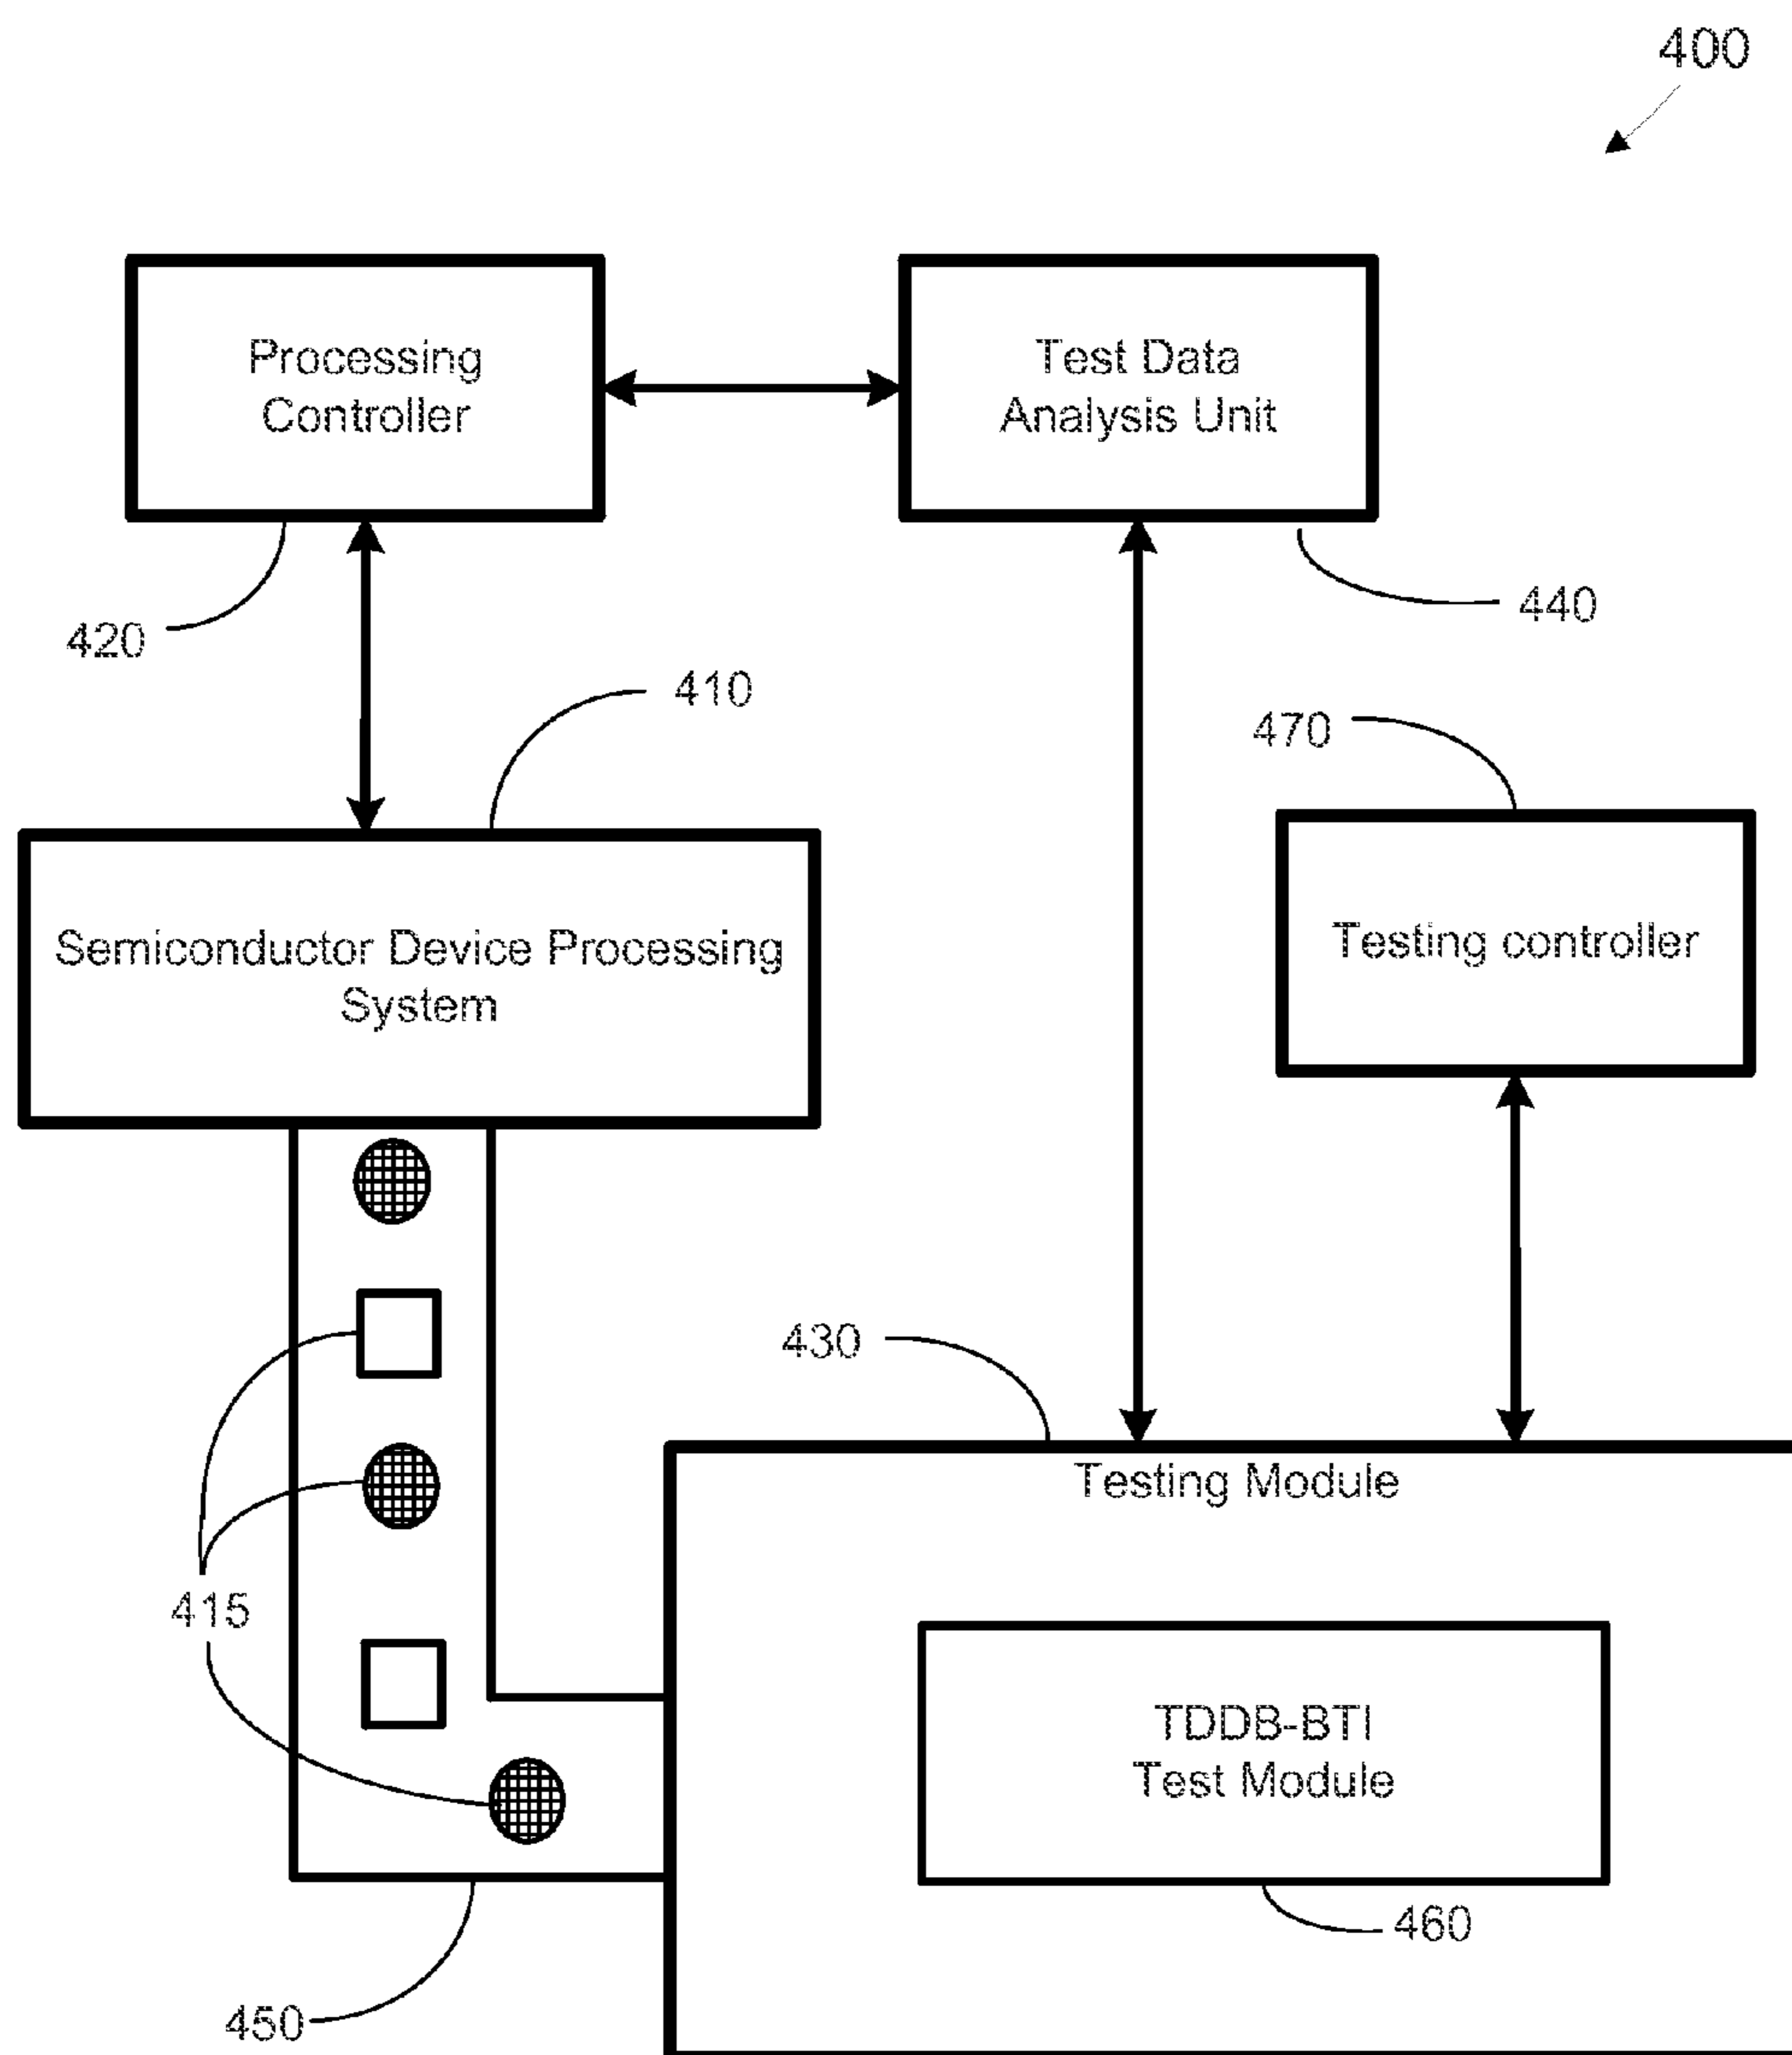 400
Processing
Controller
Test Data
Analysis Unit
420
440
410
470
Semiconductor Device Processing
System
Testing controller
430
Testing Module
415
TDDB-BTI
Test Module
460
450